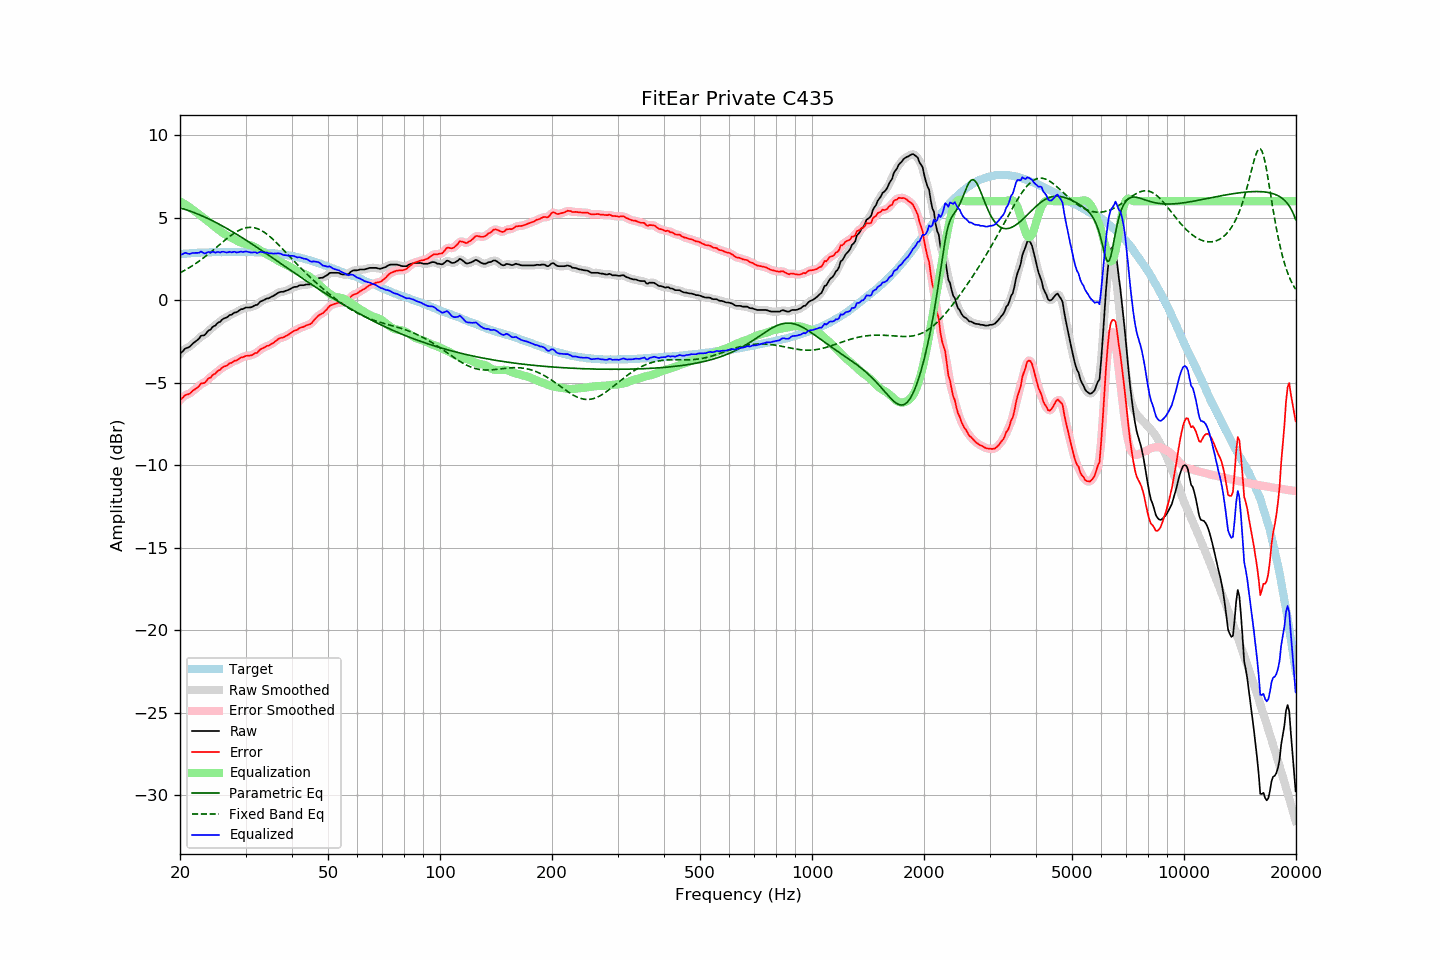 FitEar Private C435
10
5
0
−5
−10
−15
−20
−25
−30
Amplitude (dBr)
Target
Raw Smoothed
Error Smoothed
Raw
Error
Equalization
Parametric Eq
Fixed Band Eq
Equalized
20 50 100 200 500 1000 2000 5000 10000 20000
Frequency (Hz)